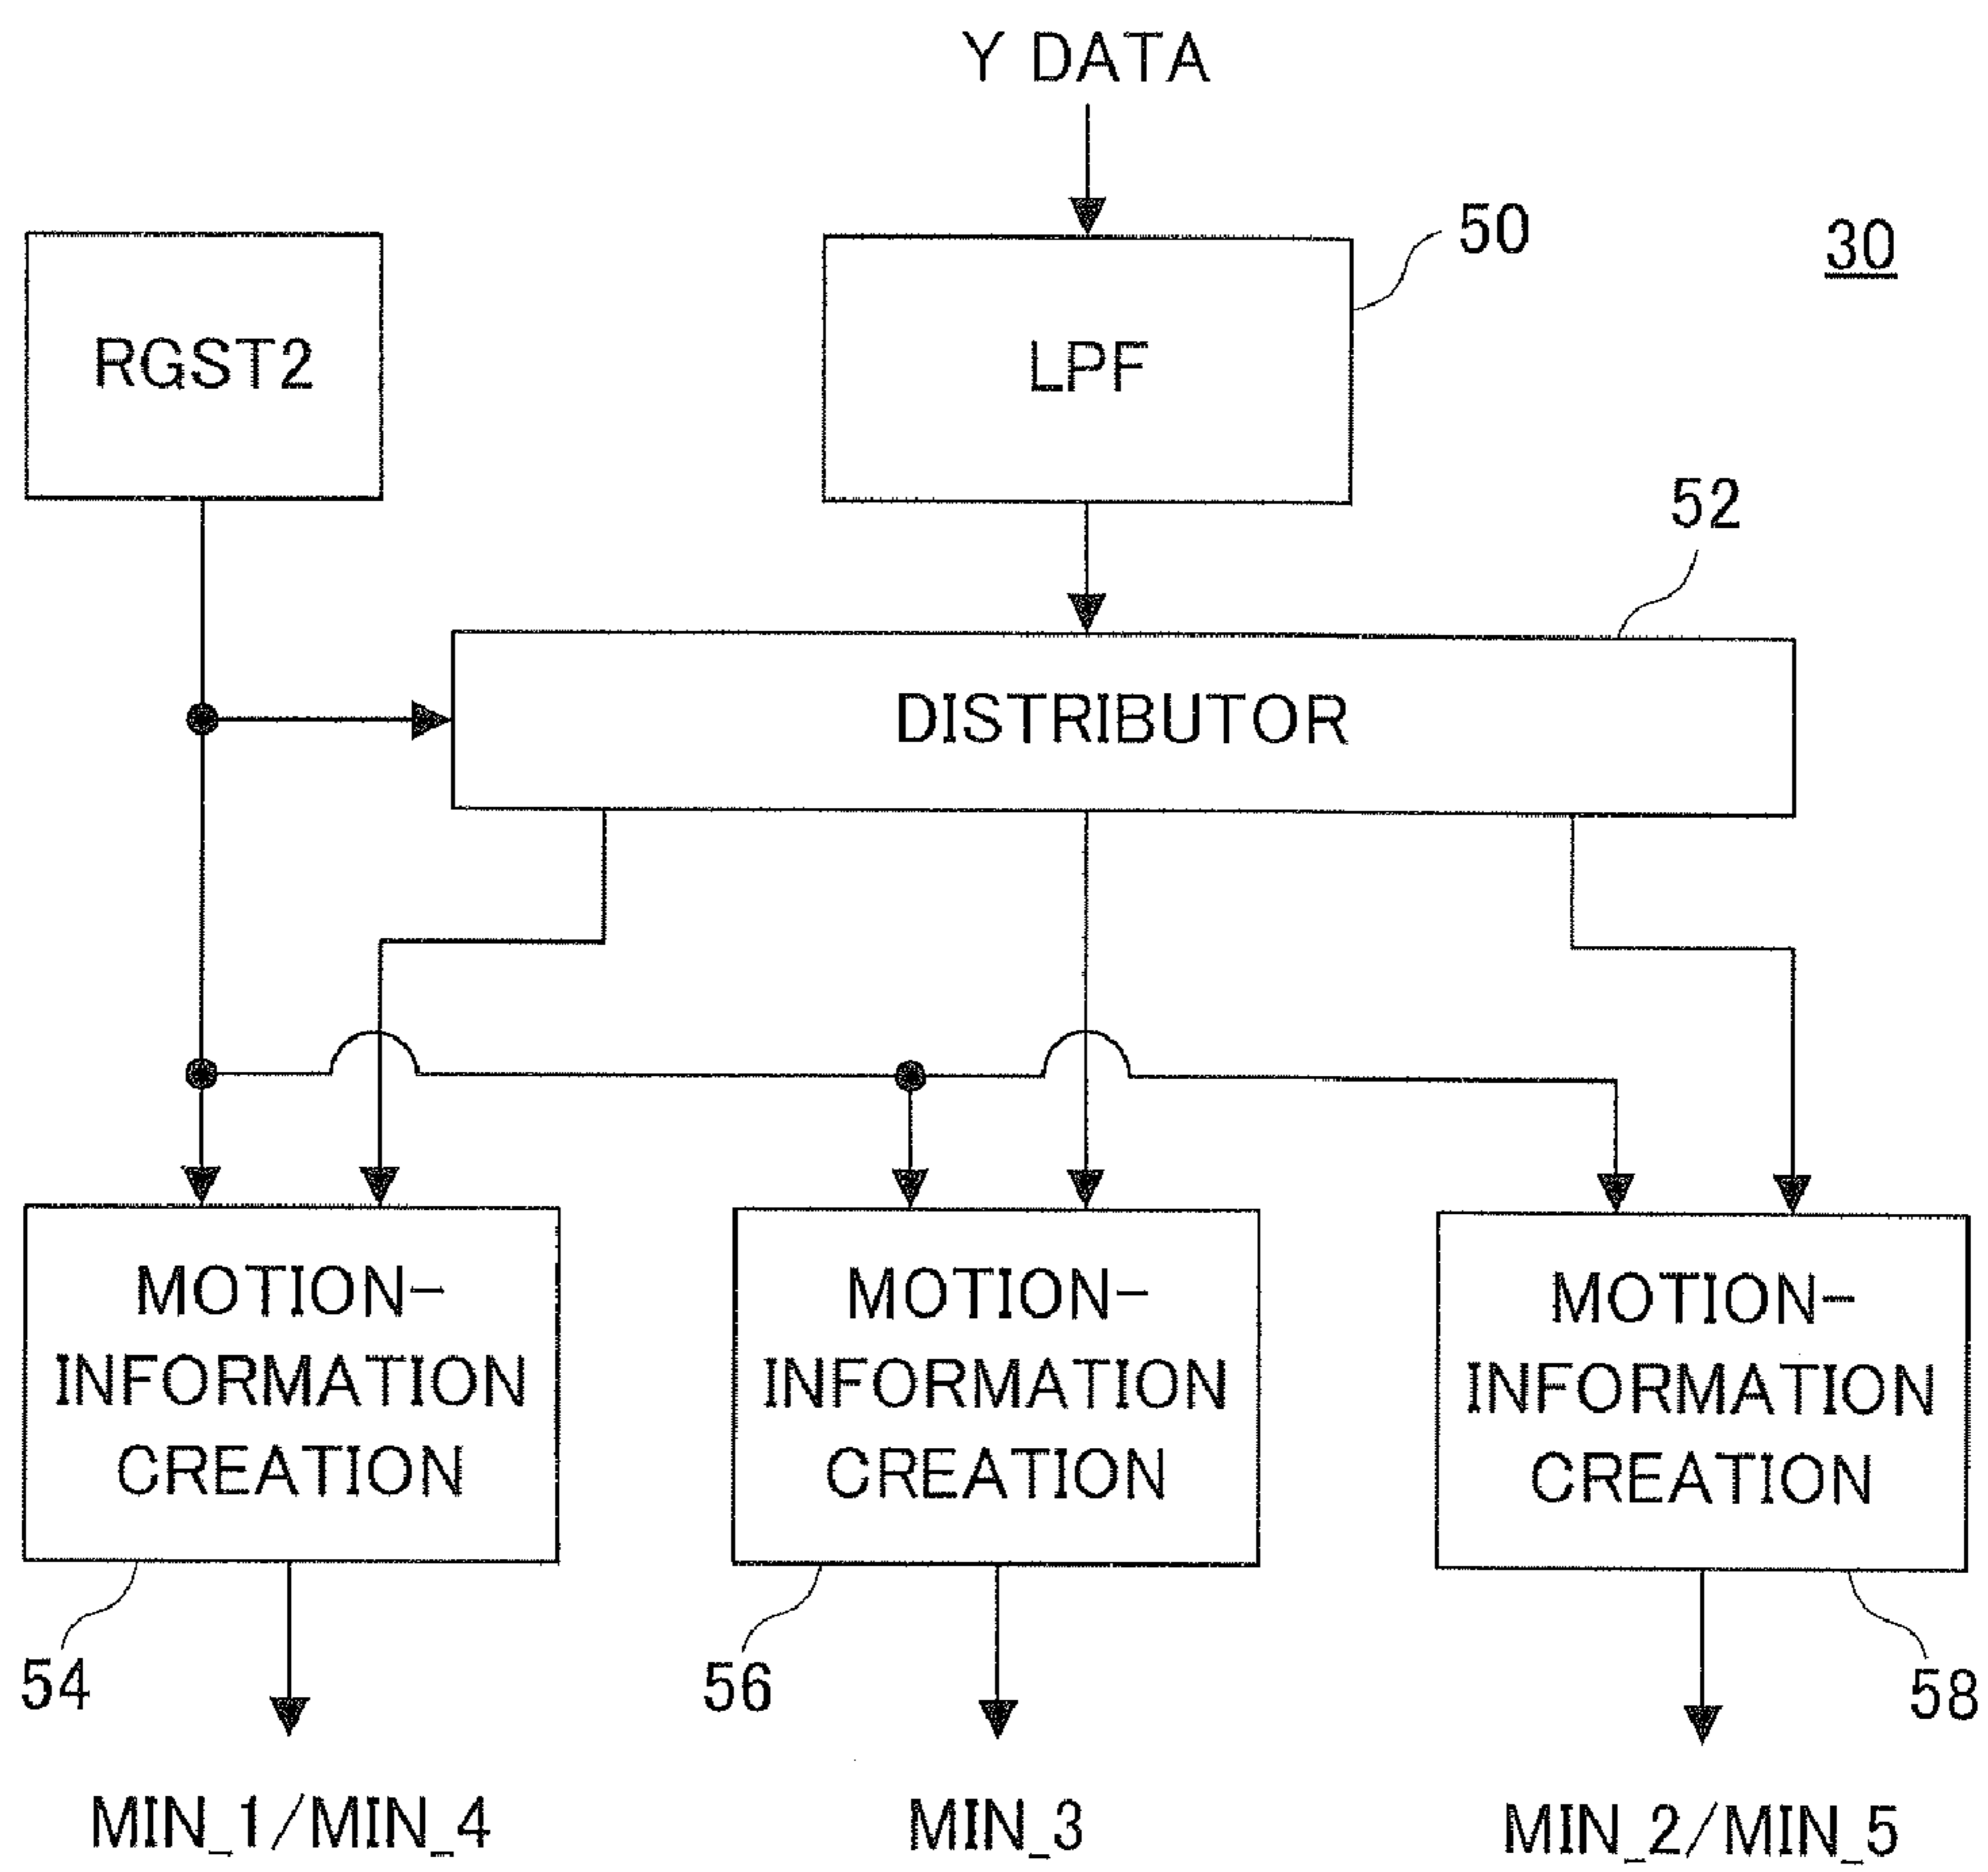 Y DATA
50
30
RGST2
LPF
52
DISTRIBUTOR
MOTION-
INFORMATION
CREATION
MOTION-
INFORMATION
CREATION
MOTION-
INFORMATION
CREATION
54
56
58
MIN_1/MIN_4
MIN_3
MIN_2/MIN_5